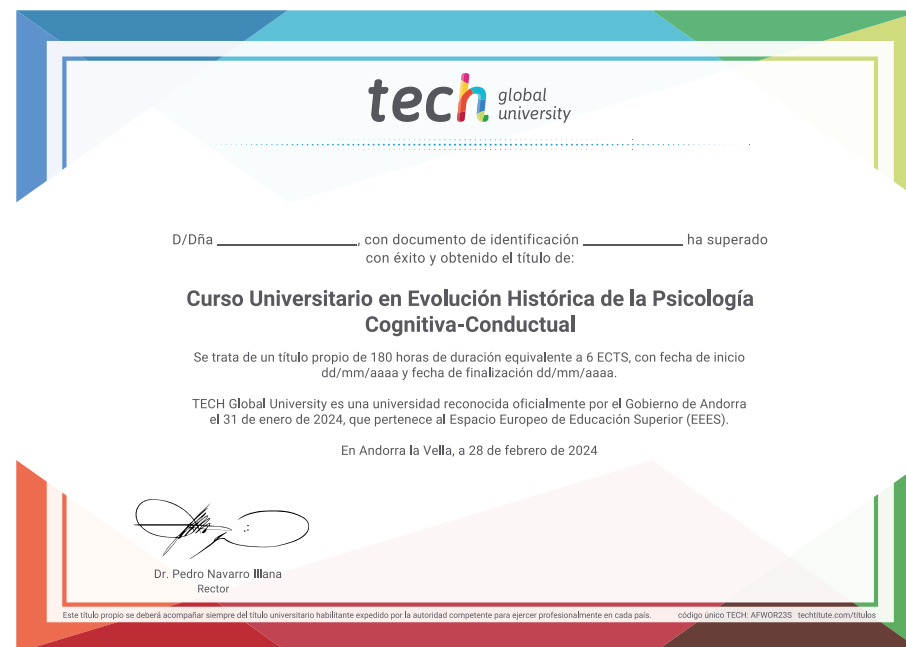 tech global university
D/Dña ____________________, con documento de identificación ______________ ha superado
con éxito y obtenido el título de:
Curso Universitario en Evolución Histórica de la Psicología
Cognitiva-Conductual
Se trata de un título propio de 180 horas de duración equivalente a 6 ECTS, con fecha de inicio
dd/mm/aaaa y fecha de finalización dd/mm/aaaa.
TECH Global University es una universidad reconocida oficialmente por el Gobierno de Andorra
el 31 de enero de 2024, que pertenece al Espacio Europeo de Educación Superior (EEES).
En Andorra la Vella, a 28 de febrero de 2024
Dr. Pedro Navarro Illana
Rector
Este título propio se deberá acompañar siempre del título universitario habilitante expedido por la autoridad competente para ejercer profesionalmente en cada país. código único TECH: AFWOR23S techtitute.com/titulos